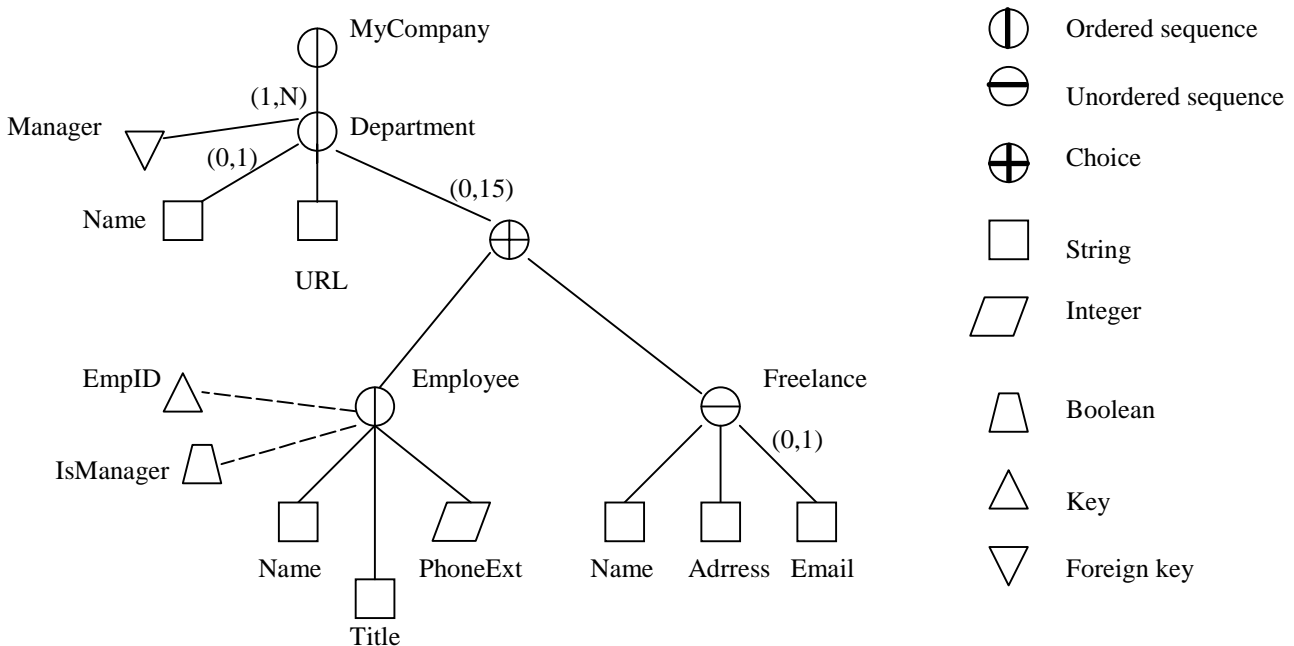 MyCompany
(1,N)
Manager
Department
(0,1)
(0,15)
Name
URL
EmpID
Employee
Freelance
IsManager
(0,1)
Name
PhoneExt
Name
Adrress
Email
Title
Ordered sequence
Unordered sequence
Choice
String
Integer
Boolean
Key
Foreign key